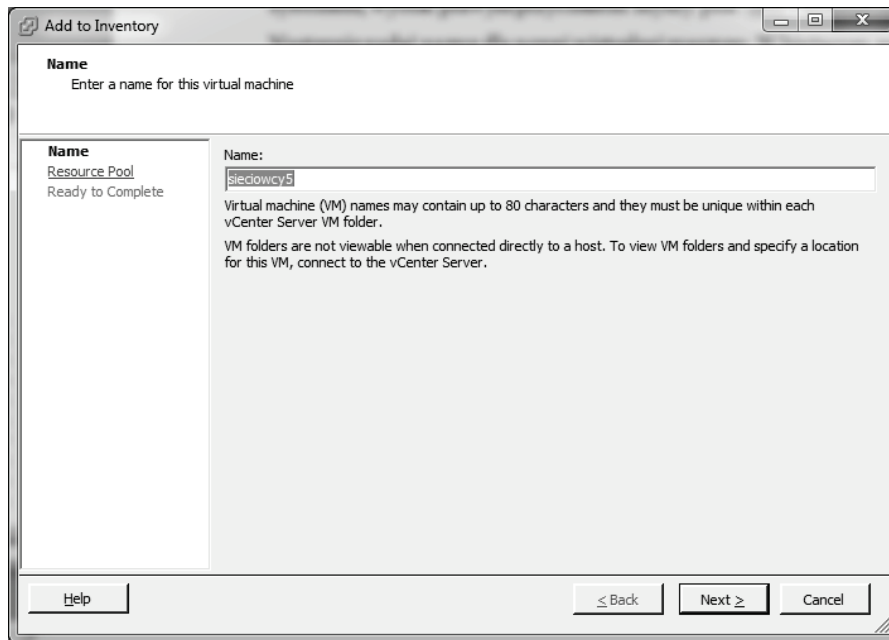 Add to Inventory
Name
Enter a name for this virtual machine
Name
Resource Pool
Ready to Complete
Name:
sieciowcy5
Virtual machine (VM) names may contain up to 80 characters and they must be unique within each
vCenter Server VM folder.
VM folders are not viewable when connected directly to a host. To view VM folders and specify a location
for this VM, connect to the vCenter Server.
Help
< Back
Next >
Cancel